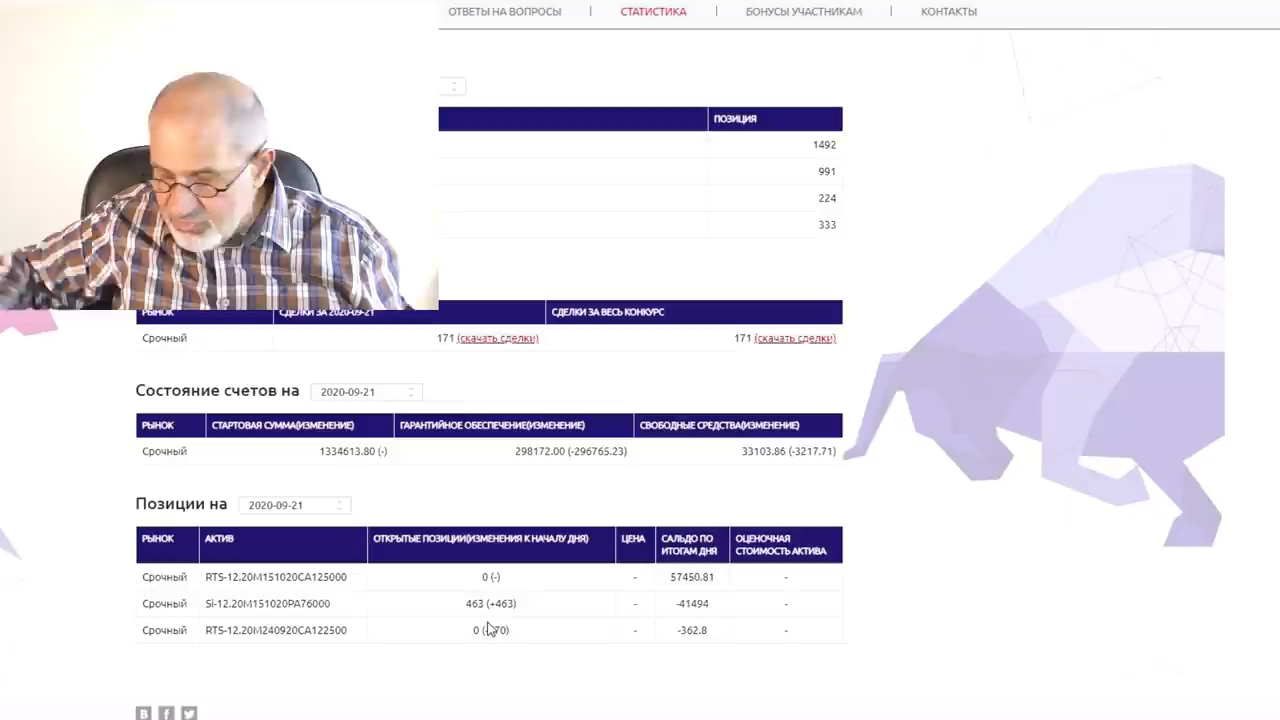 ОТВЕТЫ НА ВОПРОСЫ | СТАТИСТИКА | БОНУСЫ УЧАСТНИКАМ | КОНТАКТЫ
ПОЗИЦИЯ
1492
991
224
333
РЫНОК СДЕЛКИ ЗА 2020-09-21 СДЕЛКИ ЗА ВЕСЬ КОНКУРС
Срочный 171 (скачать сделки) 171 (скачать сделки)
Состояние счетов на 2020-09-21
РЫНОК СТАРТОВАЯ СУММА(ИЗМЕНЕНИЕ) ГАРАНТИЙНОЕ ОБЕСПЕЧЕНИЕ(ИЗМЕНЕНИЕ) СВОБОДНЫЕ СРЕДСТВА(ИЗМЕНЕНИЕ)
Срочный 1334613.80 (-) 298172.00 (-296765.23) 33103.86 (-3217.71)
Позиции на 2020-09-21
РЫНОК АКТИВ ОТКРЫТЫЕ ПОЗИЦИИ(ИЗМЕНЕНИЯ К НАЧАЛУ ДНЯ) ЦЕНА САЛЬДО ПО ИТОГАМ ДНЯ ОЦЕНОЧНАЯ СТОИМОСТЬ АКТИВА
Срочный RTS-12.20M151020CA125000 0 (-) - 57450.81 -
Срочный Si-12.20M151020PA76000 463 (+463) - -41494 -
Срочный RTS-12.20M240920CA122500 0 - -362.8 -